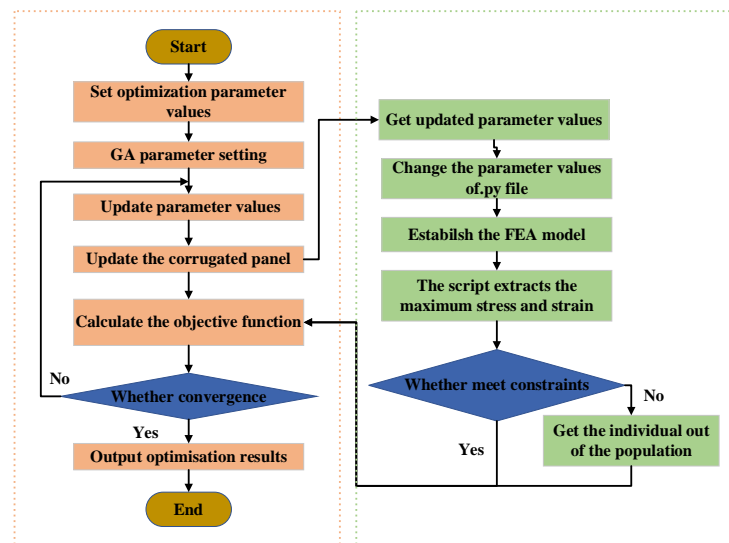 Start
Set optimization parameter
values
GA parameter setting
Update parameter values
Update the corrugated panel
Calculate the objective function
No
Whether convergence
Yes
Output optimisation results
End
Get updated parameter values
Change the parameter values
of.py file
Estabilsh the FEA model
The script extracts the
maximum stress and strain
Whether meet constraints
No
Get the individual out
of the population
Yes